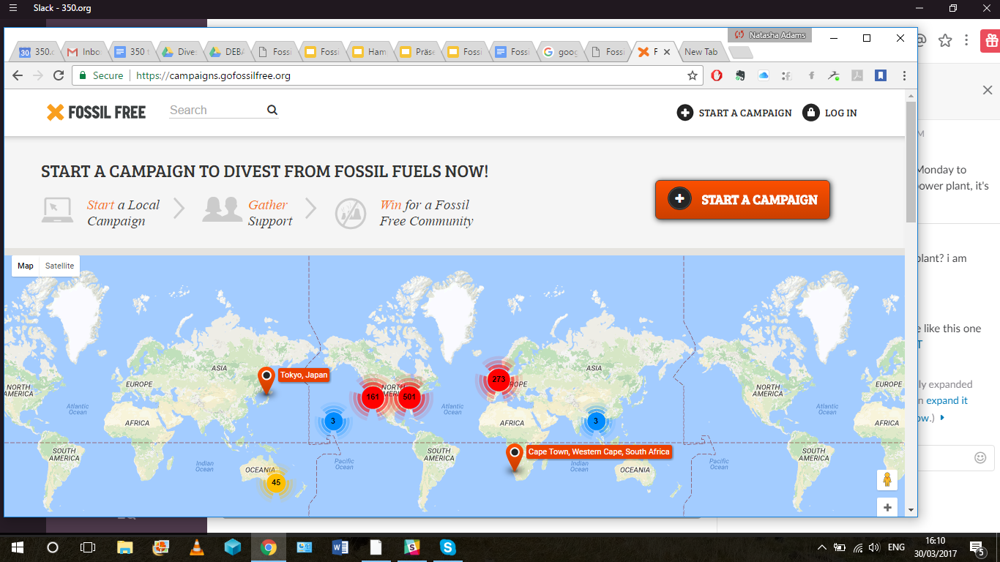 Slack - 350.org
Natasha Adams
350.c
Inbo
350 t
Dives
DEBA
Fossi
Fossi
Ham
Präse
Fossi
Fossi
goog
Fossi
F
New Tab
Secure
https://campaigns.gofossilfree.org
FOSSIL FREE
Search
START A CAMPAIGN
LOG IN
START A CAMPAIGN TO DIVEST FROM FOSSIL FUELS NOW!
Start a Local
Campaign
Gather
Support
Win for a Fossil
Free Community
START A CAMPAIGN
Map
Satellite
ASIA
EUROPE
NORTH
AMERICA
Atlantic
Ocean
AFRICA
SOUTH
AMERICA
Indian
Ocean
OCEANIA
45
Tokyo, Japan
3
161
501
Pacific
Ocean
SOUTH
AMERICA
Atlantic
Ocean
273
ASIA
AFRICA
3
Cape Town, Western Cape, South Africa
Indian
Ocean
OCEANIA
Pacific
Ocean
NORTH
AMERICA
Atlantic
Ocean
SOUTH
AMERICA
EUROPE
AFRICA
M
Monday to
power plant, it's
plant? i am
e like this one
T
ly expanded
n expand it
ow.)
ENG
16:10
30/03/2017
5